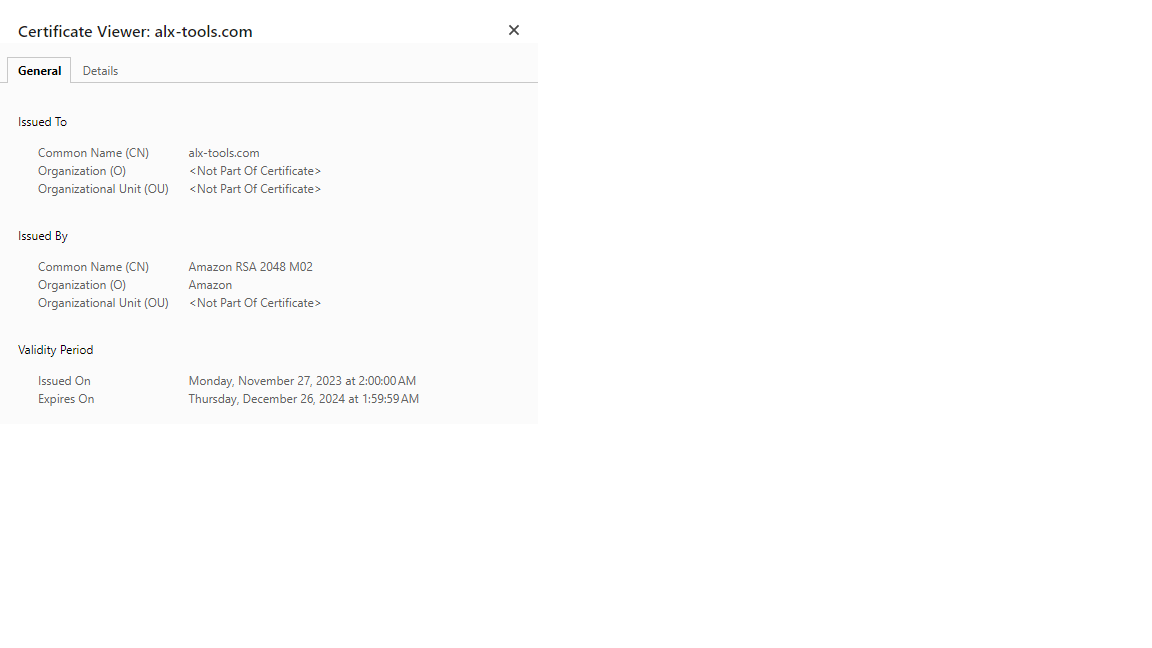 Certificate Viewer: alx-tools.com
General Details
Issued To
Common Name (CN) alx-tools.com
Organization (O) <Not Part Of Certificate>
Organizational Unit (OU) <Not Part Of Certificate>
Issued By
Common Name (CN) Amazon RSA 2048 M02
Organization (O) Amazon
Organizational Unit (OU) <Not Part Of Certificate>
Validity Period
Issued On Monday, November 27, 2023 at 2:00:00 AM
Expires On Thursday, December 26, 2024 at 1:59:59 AM